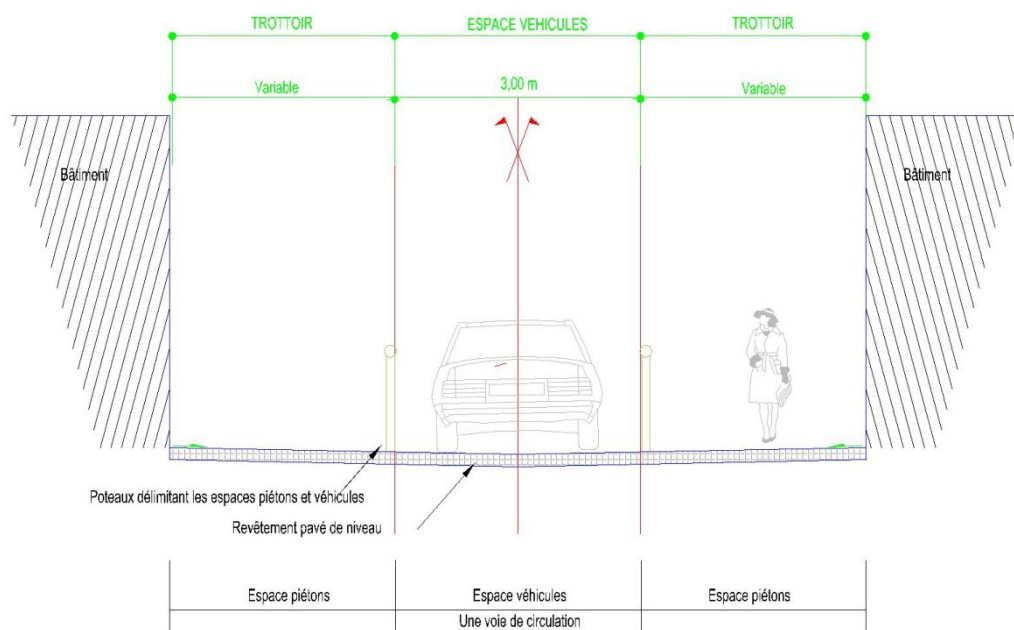 TROTTOIR
ESPACE VEHICULES
TROTTOIR
Variable
3,00 m
Variable
Bâtiment
Bâtiment
Poteaux délimitant les espaces piétons et véhicules
Revêtement pavé de niveau
Espace piétons
Espace véhicules
Espace piétons
Une voie de circulation